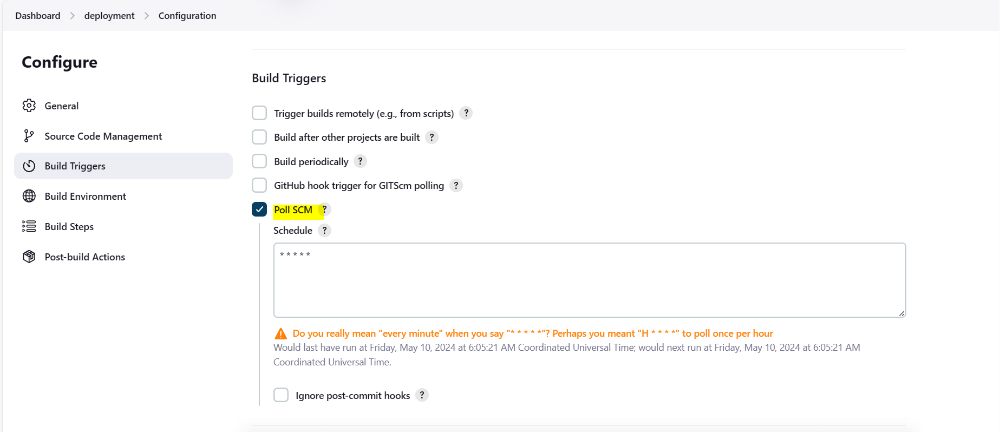 Dashboard > deployment > Configuration
Configure
General
Source Code Management
Build Triggers
Build Environment
Build Steps
Post-build Actions
Build Triggers
Trigger builds remotely (e.g., from scripts) ?
Build after other projects are built ?
Build periodically ?
GitHub hook trigger for GITScm polling ?
Poll SCM ?
Schedule ?
* * * * *
Do you really mean "every minute" when you say "* * * * *"? Perhaps you meant "H * * * *" to poll once per hour
Would last have run at Friday, May 10, 2024 at 6:05:21 AM Coordinated Universal Time; would next run at Friday, May 10, 2024 at 6:05:21 AM
Coordinated Universal Time.
Ignore post-commit hooks ?